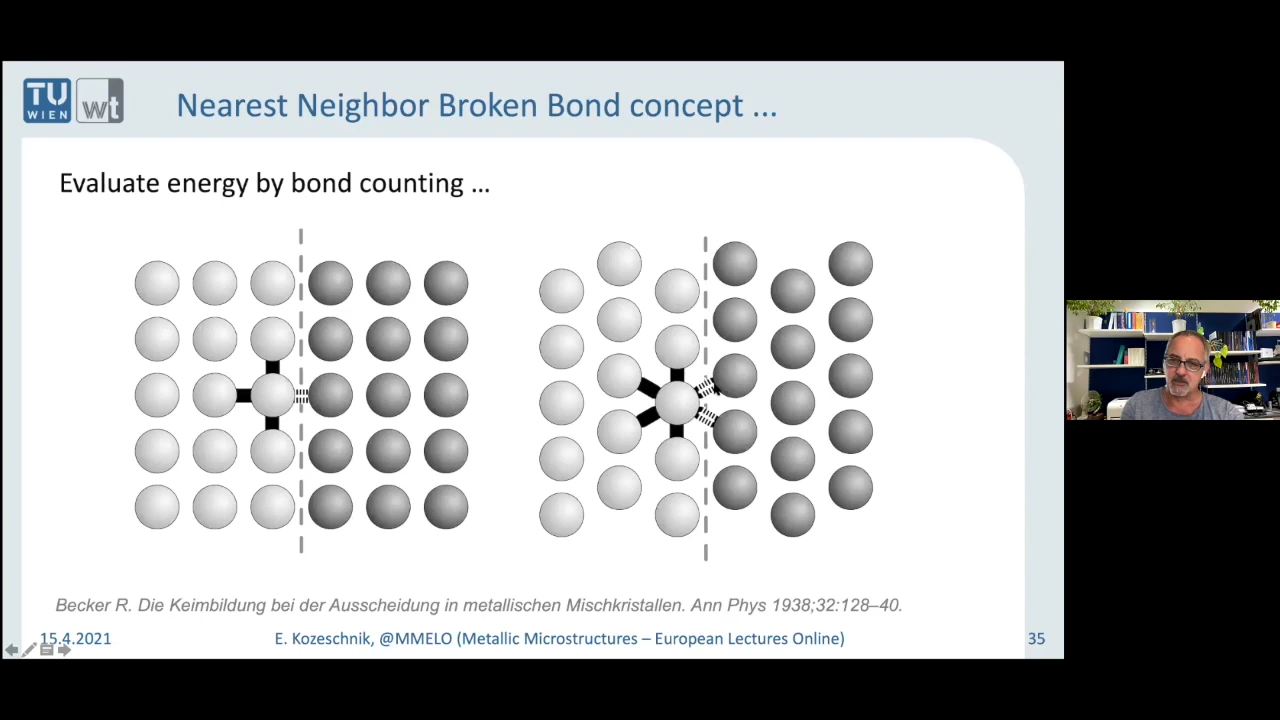 TU
WIEN
wt
Nearest Neighbor Broken Bond concept ...
Evaluate energy by bond counting ...
Becker R. Die Keimbildung bei der Ausscheidung in metallischen Mischkristallen. Ann Phys 1938;32:128–40.
15.4.2021 E. Kozeschnik, @MMELO (Metallic Microstructures – European Lectures Online) 35